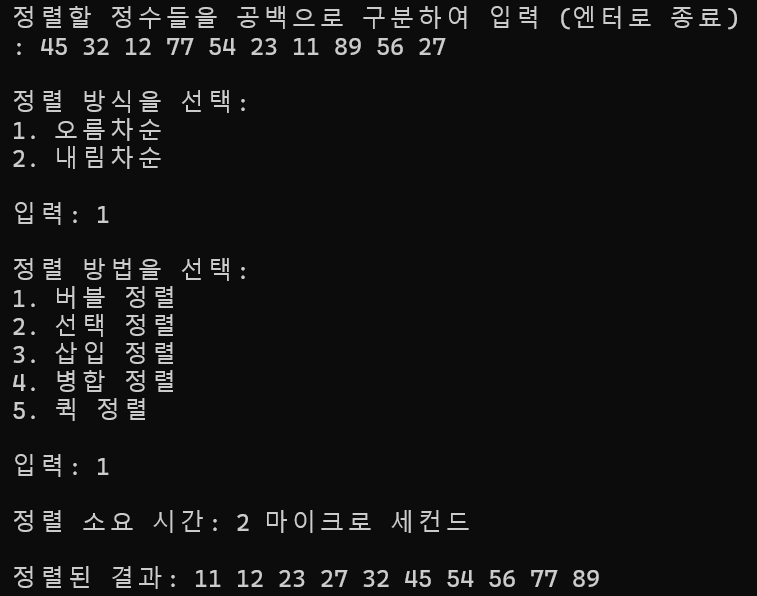 정렬할 정수들을 공백으로 구분하여 입력 (엔터로 종료)
: 45 32 12 77 54 23 11 89 56 27
정렬 방식을 선택:
1. 오름차순
2. 내림차순
입력: 1
정렬 방법을 선택:
1. 버블 정렬
2. 선택 정렬
3. 삽입 정렬
4. 병합 정렬
5. 퀵 정렬
입력: 1
정렬 소요 시간: 2 마이크로 세컨드
정렬된 결과: 11 12 23 27 32 45 54 56 77 89